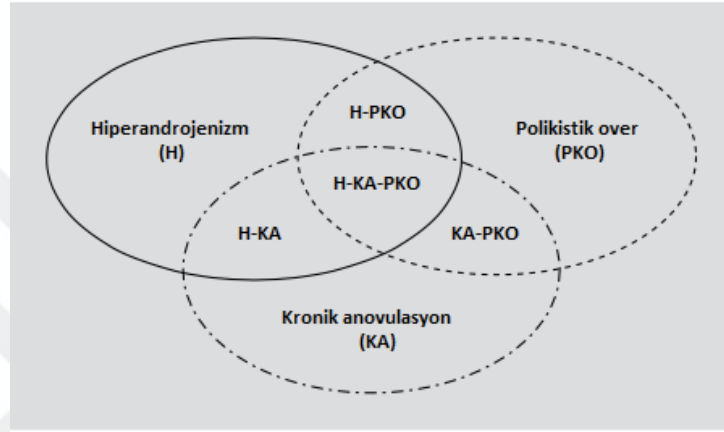 H-PKO
Hiperandrojenizm
(H)
Polikistik over
(PKO)
H-KA-PKO
H-KA
KA-PKO
Kronik anovulasyon
(KA)